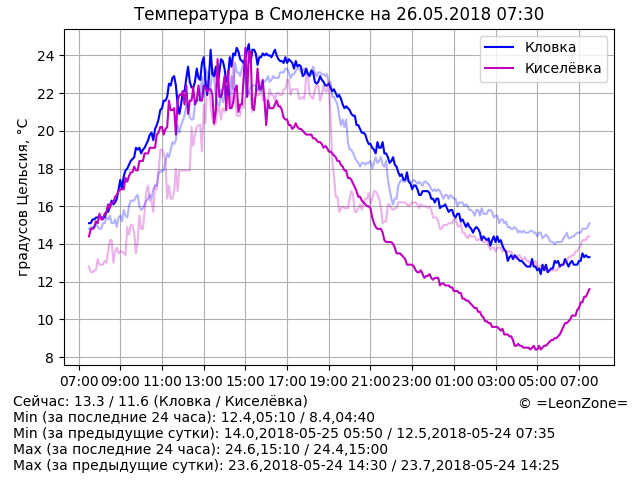 Температура в Смоленске на 26.05.2018 07:30
Кловка
Киселёвка
градусов Цельсия, °C
24
22
20
18
16
14
12
10
8
07:00 09:00 11:00 13:00 15:00 17:00 19:00 21:00 23:00 01:00 03:00 05:00 07:00
Сейчас: 13.3 / 11.6 (Кловка / Киселёвка)
© =LeonZone=
Min (за последние 24 часа): 12.4,05:10 / 8.4,04:40
Min (за предыдущие сутки): 14.0,2018-05-25 05:50 / 12.5,2018-05-24 07:35
Max (за последние 24 часа): 24.6,15:10 / 24.4,15:00
Max (за предыдущие сутки): 23.6,2018-05-24 14:30 / 23.7,2018-05-24 14:25